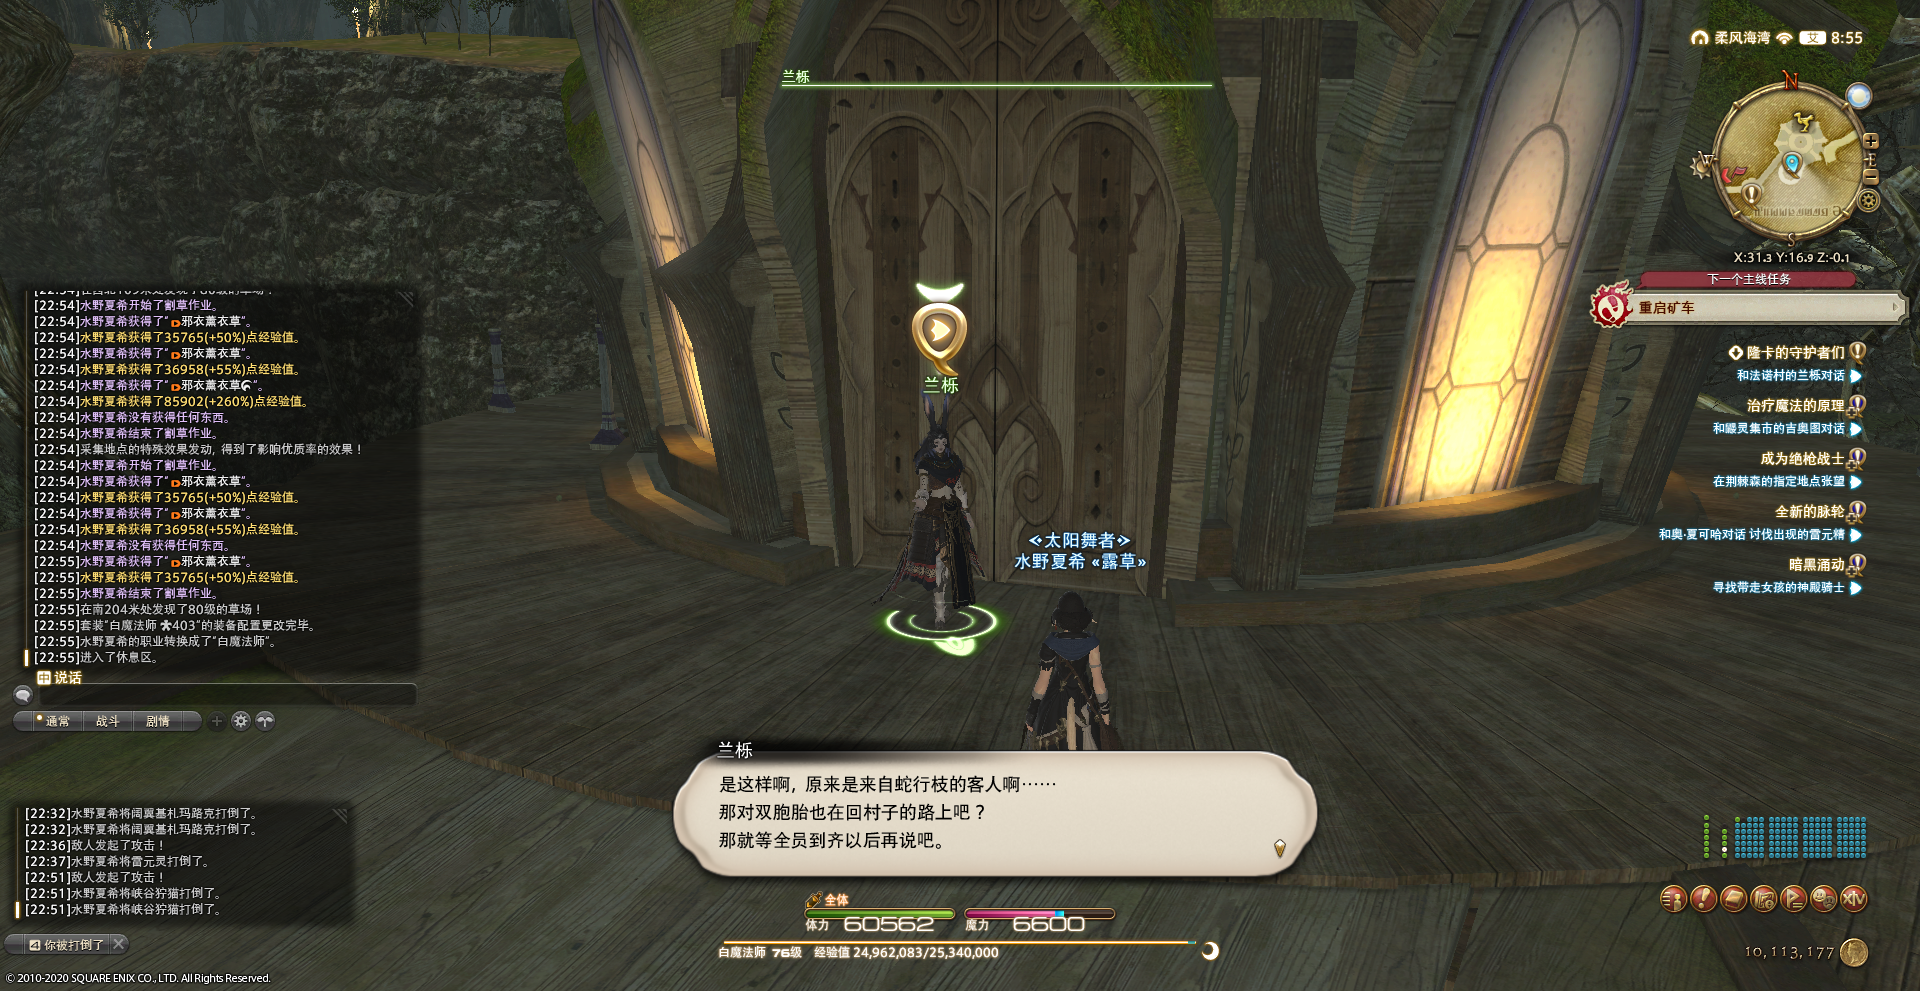 兰栎
柔风海湾 艾 8:55
N
W
E
S
X:31.3 Y:16.9 Z:-0.1
下一个主线任务
重启矿车
隆卡的守护者们
和法诺村的兰栎对话
治疗魔法的原理
和鼹灵集市的吉奥图对话
成为绝枪战士
在荆棘森的指定地点张望
全新的脉轮
和奥·夏可哈对话 讨伐出现的雷元精
暗黑涌动
寻找带走女孩的神殿骑士
[22:54]水野夏希开始了割草作业。
[22:54]水野夏希获得了“邪衣薰衣草”。
[22:54]水野夏希获得了35765(+50%)点经验值。
[22:54]水野夏希获得了“邪衣薰衣草”。
[22:54]水野夏希获得了36958(+55%)点经验值。
[22:54]水野夏希获得了“邪衣薰衣草”。
[22:54]水野夏希获得了85902(+260%)点经验值。
[22:54]水野夏希没有获得任何东西。
[22:54]水野夏希结束了割草作业。
[22:54]采集地点的特殊效果发动，得到了影响优质率的效果！
[22:54]水野夏希开始了割草作业。
[22:54]水野夏希获得了“邪衣薰衣草”。
[22:54]水野夏希获得了35765(+50%)点经验值。
[22:54]水野夏希获得了“邪衣薰衣草”。
[22:54]水野夏希获得了36958(+55%)点经验值。
[22:54]水野夏希没有获得任何东西。
[22:55]水野夏希获得了“邪衣薰衣草”。
[22:55]水野夏希获得了35765(+50%)点经验值。
[22:55]水野夏希结束了割草作业。
[22:55]在南204米处发现了80级的草场！
[22:55]套装“白魔法师 403”的装备配置更改完毕。
[22:55]水野夏希的职业转换成了“白魔法师”。
[22:55]进入了休息区。
中 说话
通常 战斗 剧情
兰栎
太阳舞者
水野夏希 «露草»
兰栎
是这样啊，原来是来自蛇行枝的客人啊……
那对双胞胎也在回村子的路上吧？
那就等全员到齐以后再说吧。
[22:32]水野夏希将阔翼基札玛路克打倒了。
[22:32]水野夏希将阔翼基札玛路克打倒了。
[22:36]敌人发起了攻击！
[22:37]水野夏希将雷元灵打倒了。
[22:51]敌人发起了攻击！
[22:51]水野夏希将峡谷狞猫打倒了。
[22:51]水野夏希将峡谷狞猫打倒了。
4 你被打倒了
全体
体力 60562 魔力 6600
白魔法师 76级 经验值 24,962,083/25,340,000
XIV
10,113,177
© 2010-2020 SQUARE ENIX CO., LTD. All Rights Reserved.